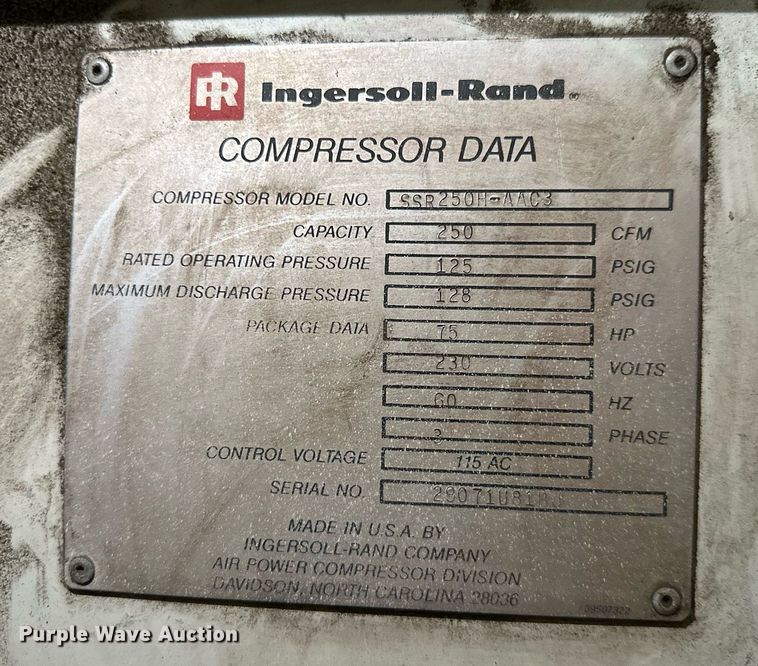 IR Ingersoll-Rand®
COMPRESSOR DATA
COMPRESSOR MODEL NO. SSR250H-AAC3
CAPACITY 250 CFM
RATED OPERATING PRESSURE 125 PSIG
MAXIMUM DISCHARGE PRESSURE 128 PSIG
PACKAGE DATA 75 HP
230 VOLTS
60 HZ
3 PHASE
CONTROL VOLTAGE 115 AC
SERIAL NO.
MADE IN U.S.A. BY
INGERSOLL-RAND COMPANY
AIR POWER COMPRESSOR DIVISION
DAVIDSON, NORTH CAROLINA 28036
Purple Wave Auction